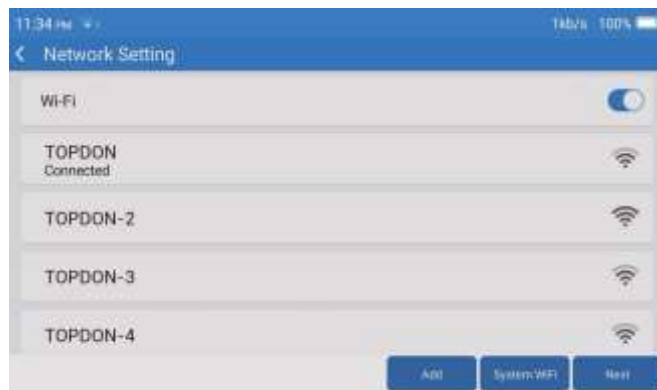 11:34 PM 1kb/s 100%
Network Setting
Wi-Fi
TOPDON
Connected
TOPDON-2
TOPDON-3
TOPDON-4
Add System WIFI Next